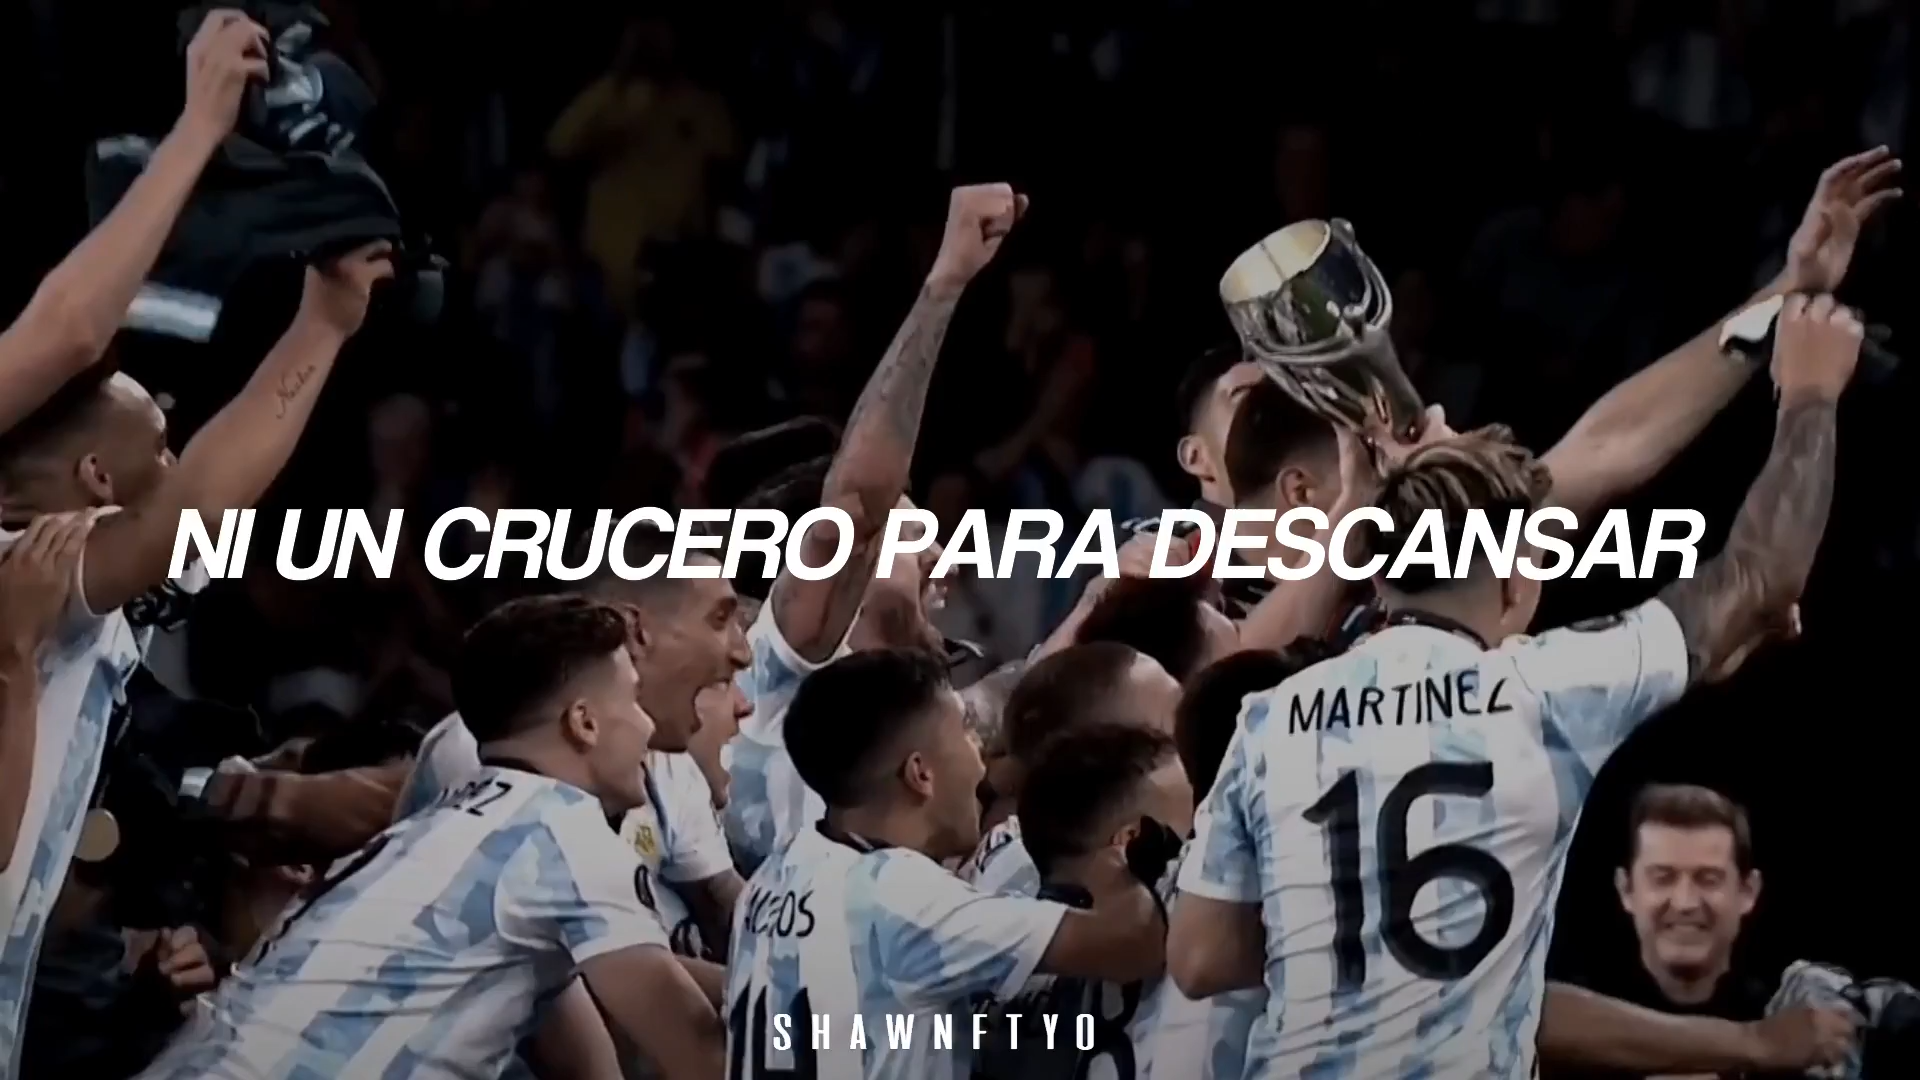 NI UN CRUCERO PARA DESCANSAR
MARTINEZ
16
SHAWNFTYO